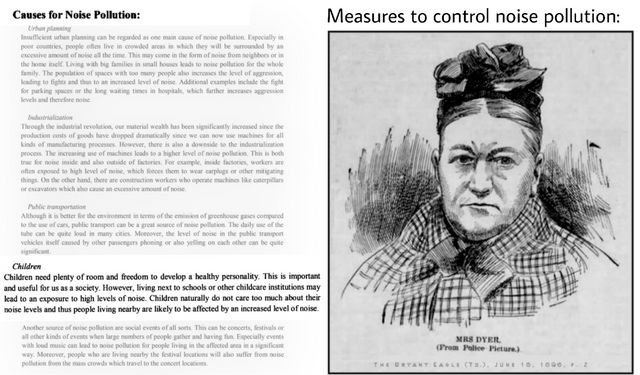 Causes for Noise Pollution:
Urban planning
Insufficient urban planning can be regarded as one main cause of noise pollution. Especially in
poor countries, people often live in crowded areas in which they will be surrounded by an
excessive amount of noise all the time. This may come in the form of noise from neighbors or in
the home itself. Living with big families in small houses leads to noise pollution for the whole
family. The population of spaces with too many people also increases the level of aggression,
leading to fights and thus to an increased level of noise. Additional examples include the fight
for parking spaces or the long waiting times in hospitals, which further increases aggression
levels and therefore noise.
Industrialization
Through the industrial revolution, our material wealth has been significantly increased since the
production costs of goods have dropped dramatically since we can now use machines for all
kinds of manufacturing processes. However, there is also a downside to the industrialization
process. The increasing use of machines leads to a higher level of noise pollution. This is both
true for noise inside and also outside of factories. For example, inside factories, workers are
often exposed to high level of noise, which forces them to wear earplugs or other mitigating
things. On the other hand, there are construction workers who operate machines like caterpillars
or excavators which also cause an excessive amount of noise.
Public transportation
Although it is better for the environment in terms of the emission of greenhouse gases compared
to the use of cars, public transport can be a great source of noise pollution. The daily use of the
tube can be quite loud in many cities. Moreover, the level of noise in the public transport
vehicles itself caused by other passengers phoning or also yelling on each other can be quite
significant.
Children
Children need plenty of room and freedom to develop a healthy personality. This is important
and useful for us as a society. However, living next to schools or other childcare institutions may
lead to an exposure to high levels of noise. Children naturally do not care too much about their
noise levels and thus people living nearby are likely to be affected by an increased level of noise.
Another source of noise pollution are social events of all sorts. This can be concerts, festivals or
all other kinds of events when large numbers of people gather and having fun. Especially events
with loud music can lead to noise pollution for people living in the affected area in a significant
way. Moreover, people who are living nearby the festival locations will also suffer from noise
pollution from the mass crowds which travel to the concert locations.
Measures to control noise pollution:
MRS DYER.
(From Police Picture.)
THE BRYANT EAGLE (TX.), JUNE 18, 1896, P. 2